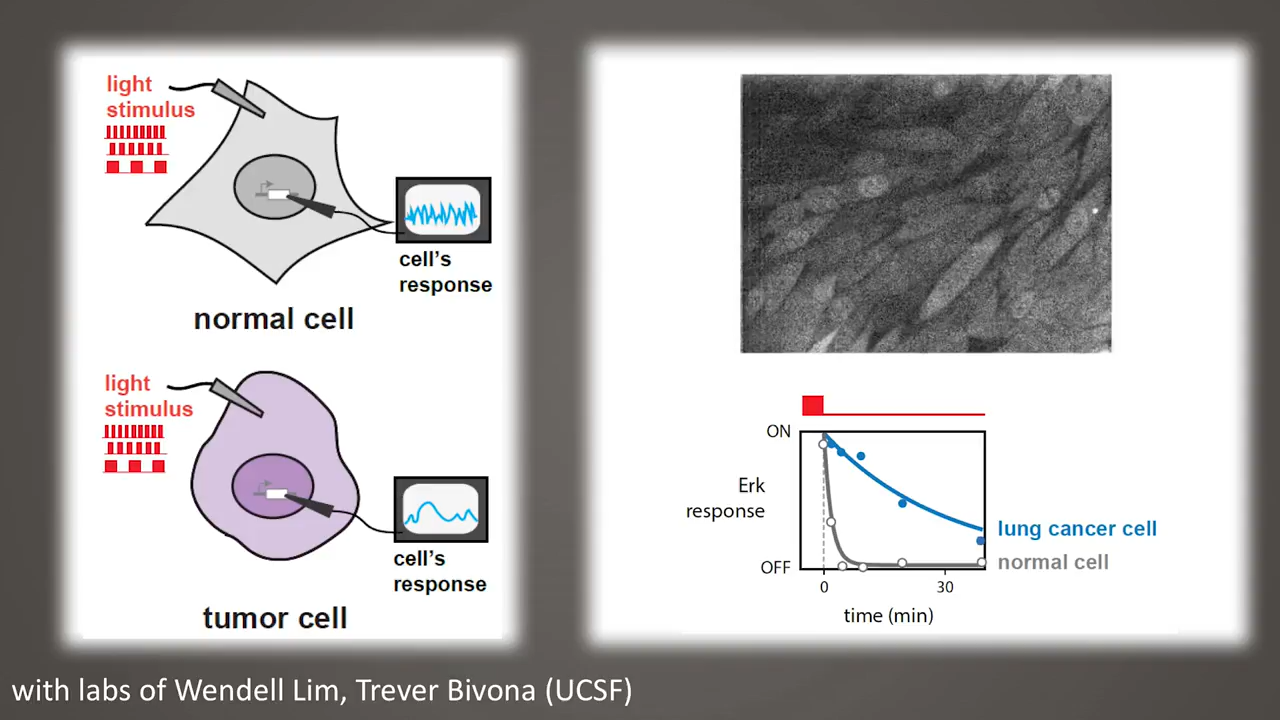 light
stimulus
cell's
response
normal cell
light
stimulus
cell's
response
tumor cell
ON
Erk
response
OFF
0
30
time (min)
lung cancer cell
normal cell
with labs of Wendell Lim, Trever Bivona (UCSF)